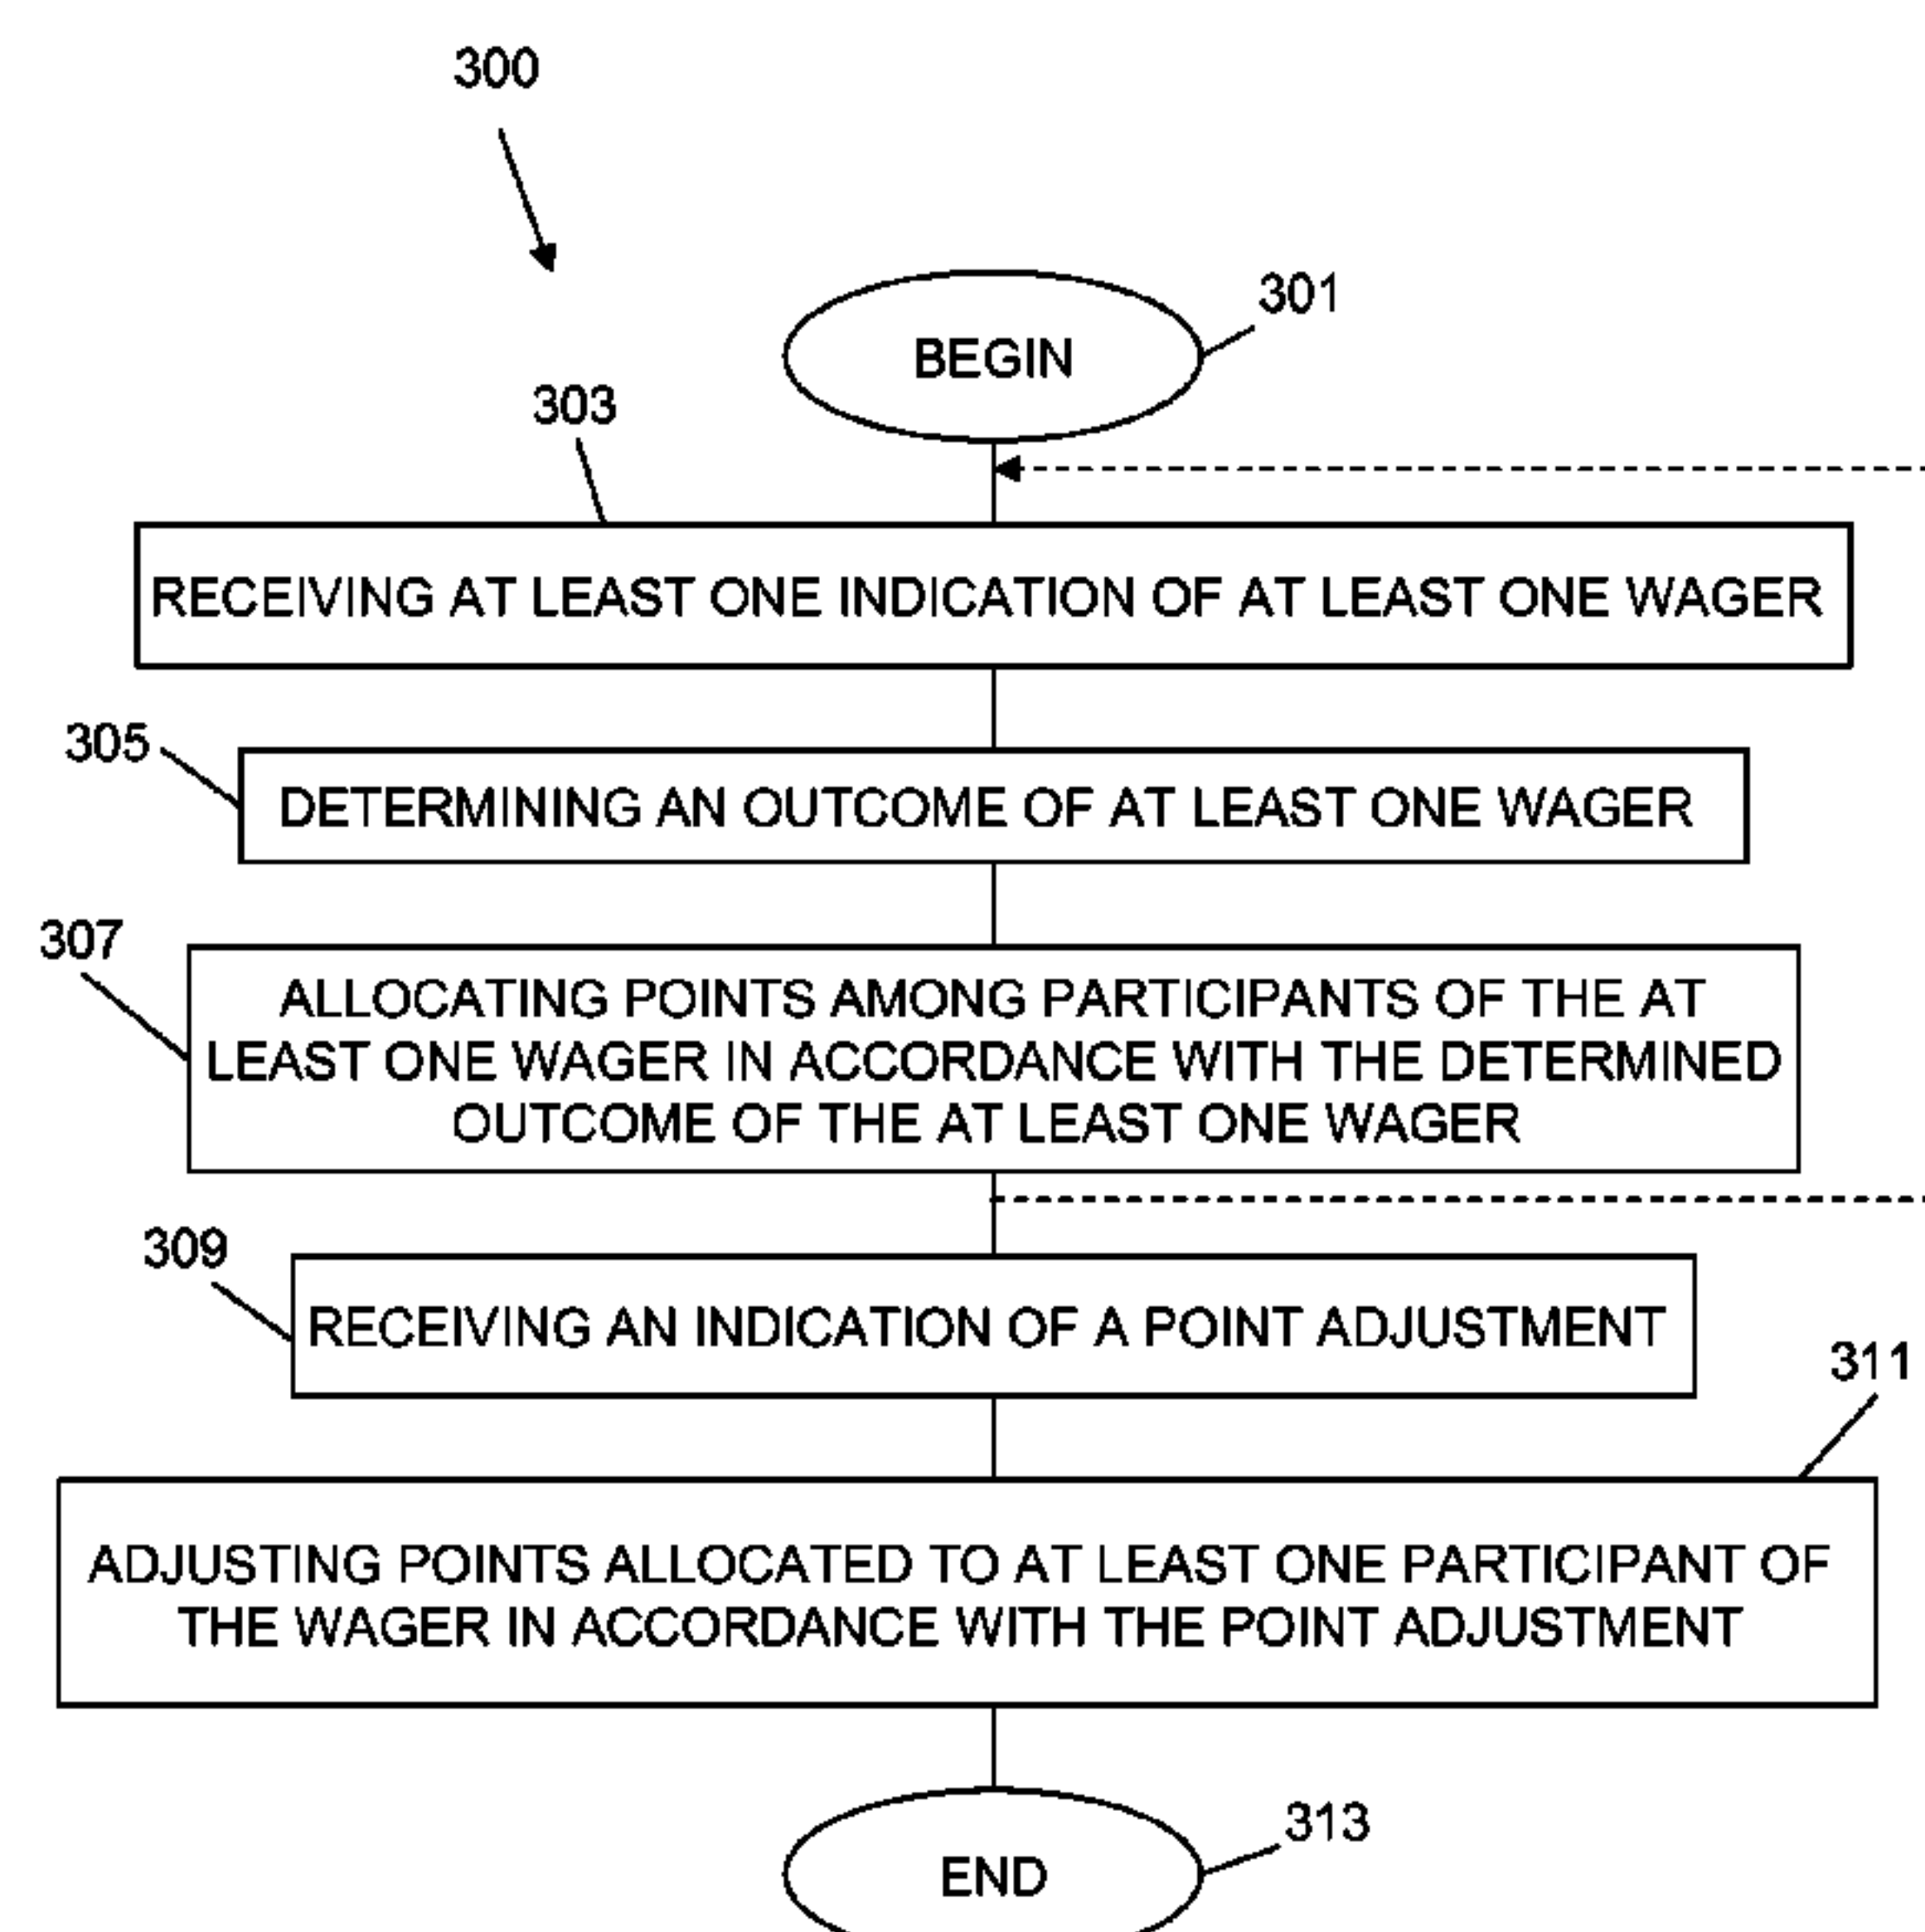 300
301
BEGIN
303
RECEIVING AT LEAST ONE INDICATION OF AT LEAST ONE WAGER
305
DETERMINING AN OUTCOME OF AT LEAST ONE WAGER
307
ALLOCATING POINTS AMONG PARTICIPANTS OF THE AT
LEAST ONE WAGER IN ACCORDANCE WITH THE DETERMINED
OUTCOME OF THE AT LEAST ONE WAGER
309
RECEIVING AN INDICATION OF A POINT ADJUSTMENT
311
ADJUSTING POINTS ALLOCATED TO AT LEAST ONE PARTICIPANT OF
THE WAGER IN ACCORDANCE WITH THE POINT ADJUSTMENT
313
END